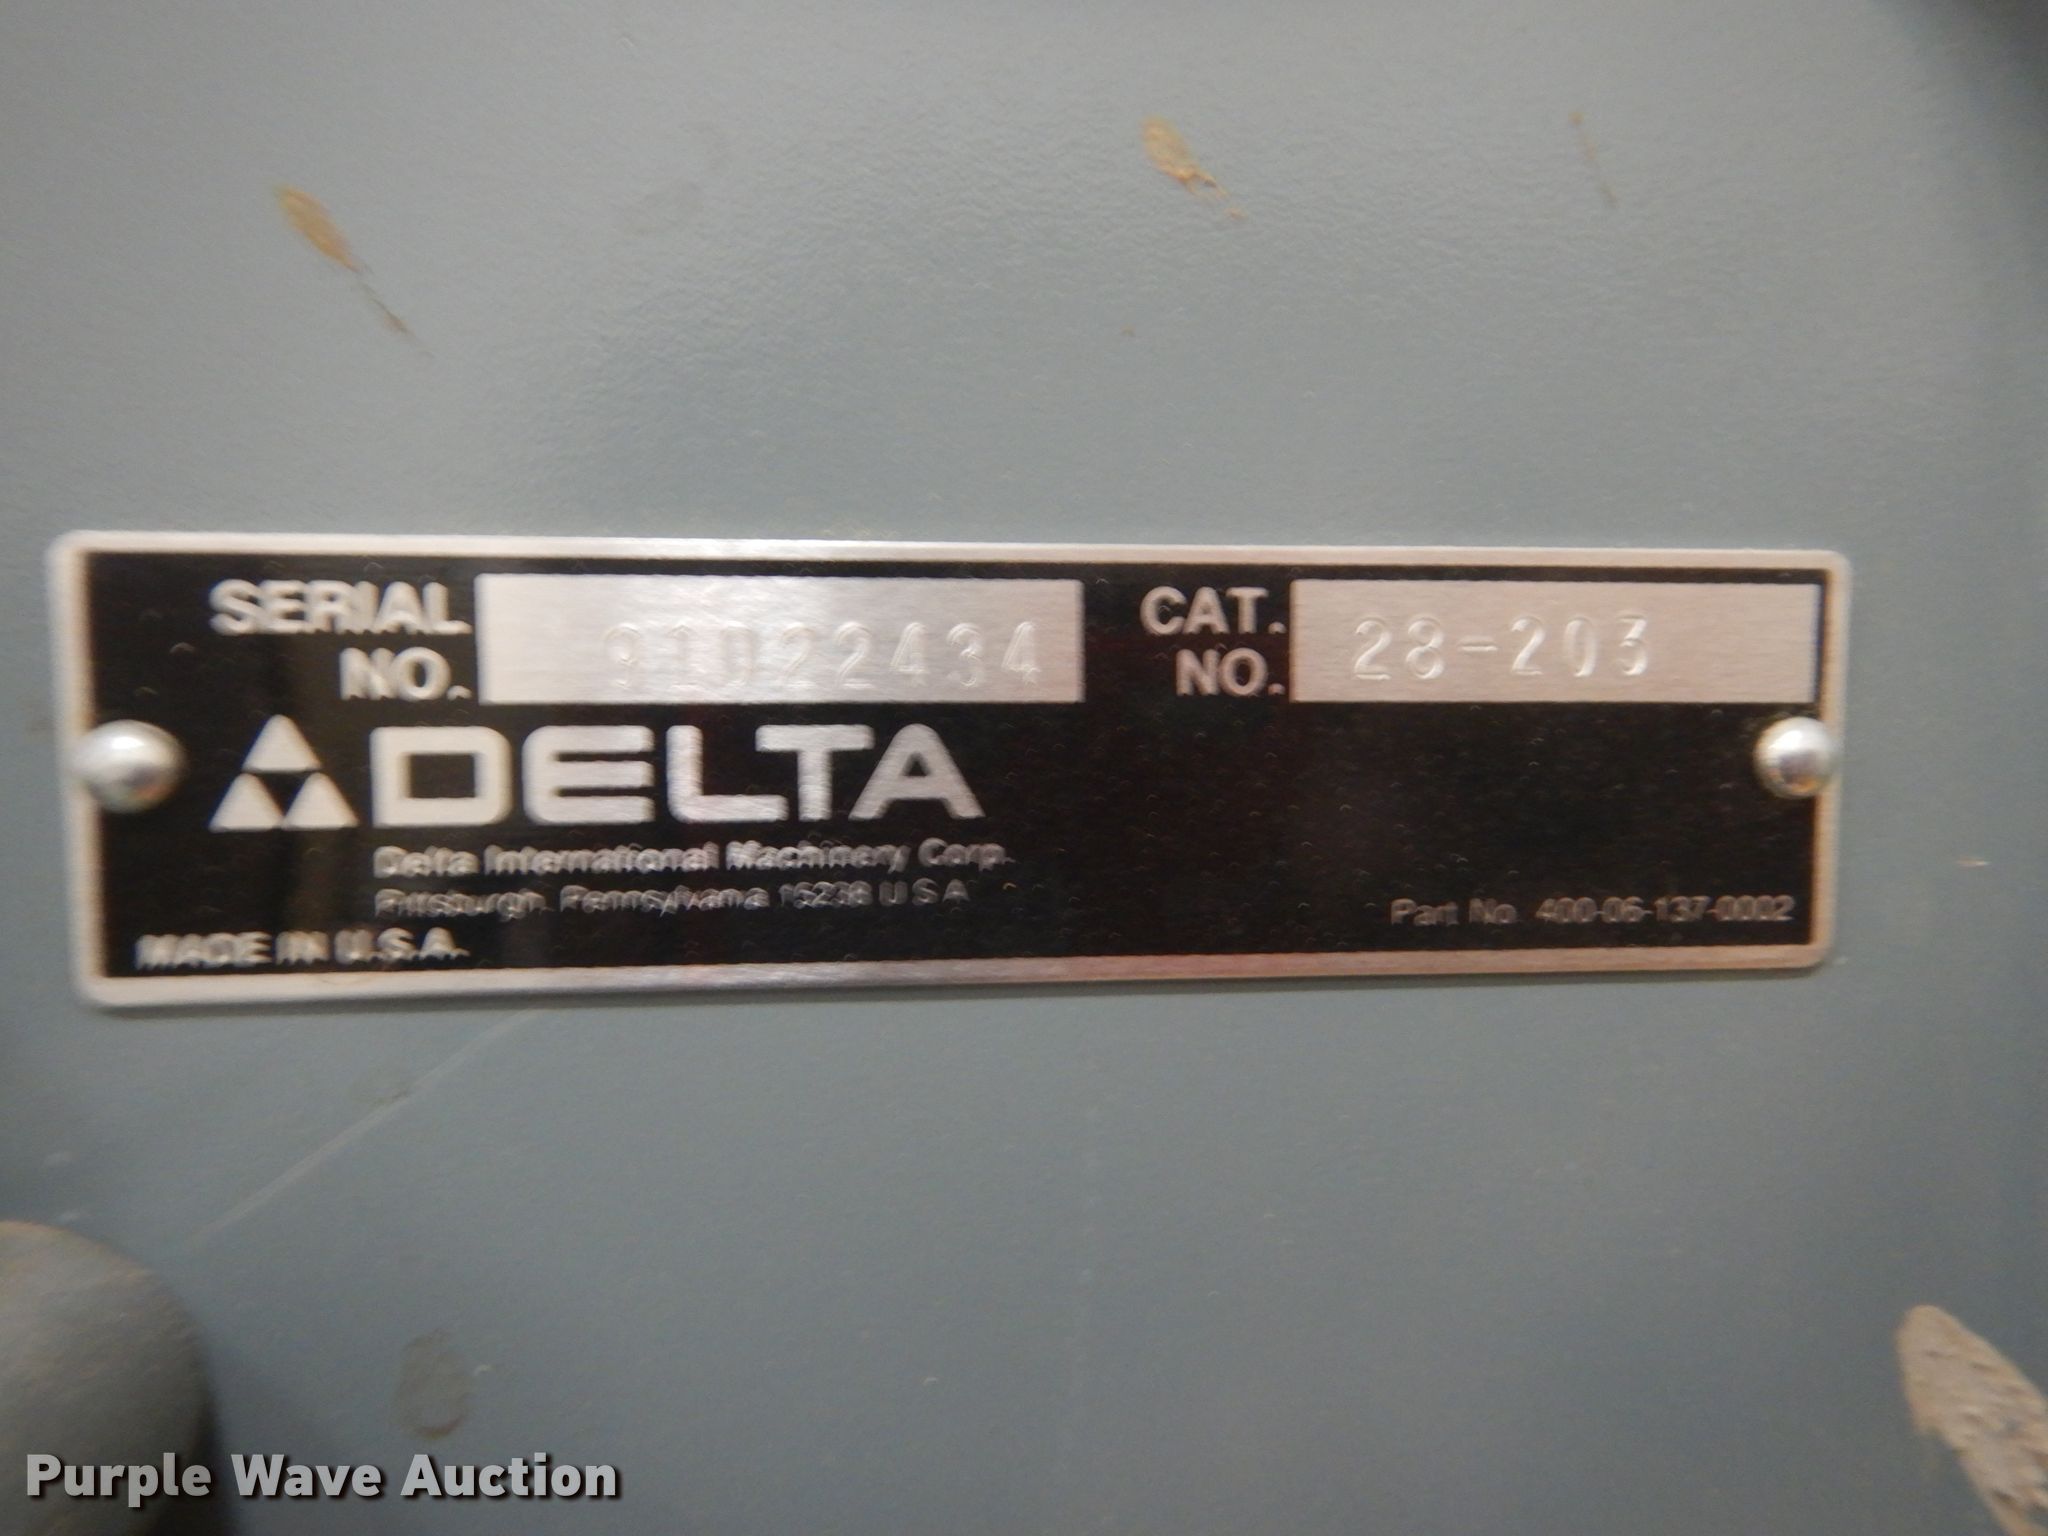 SERIAL NO. 91022434
CAT. NO. 28-203
DELTA
Delta International Machinery Corp.
Pittsburgh, Pennsylvania 15238 U S A
MADE IN U.S.A.
Part No. 400-06-137-0002
Purple Wave Auction